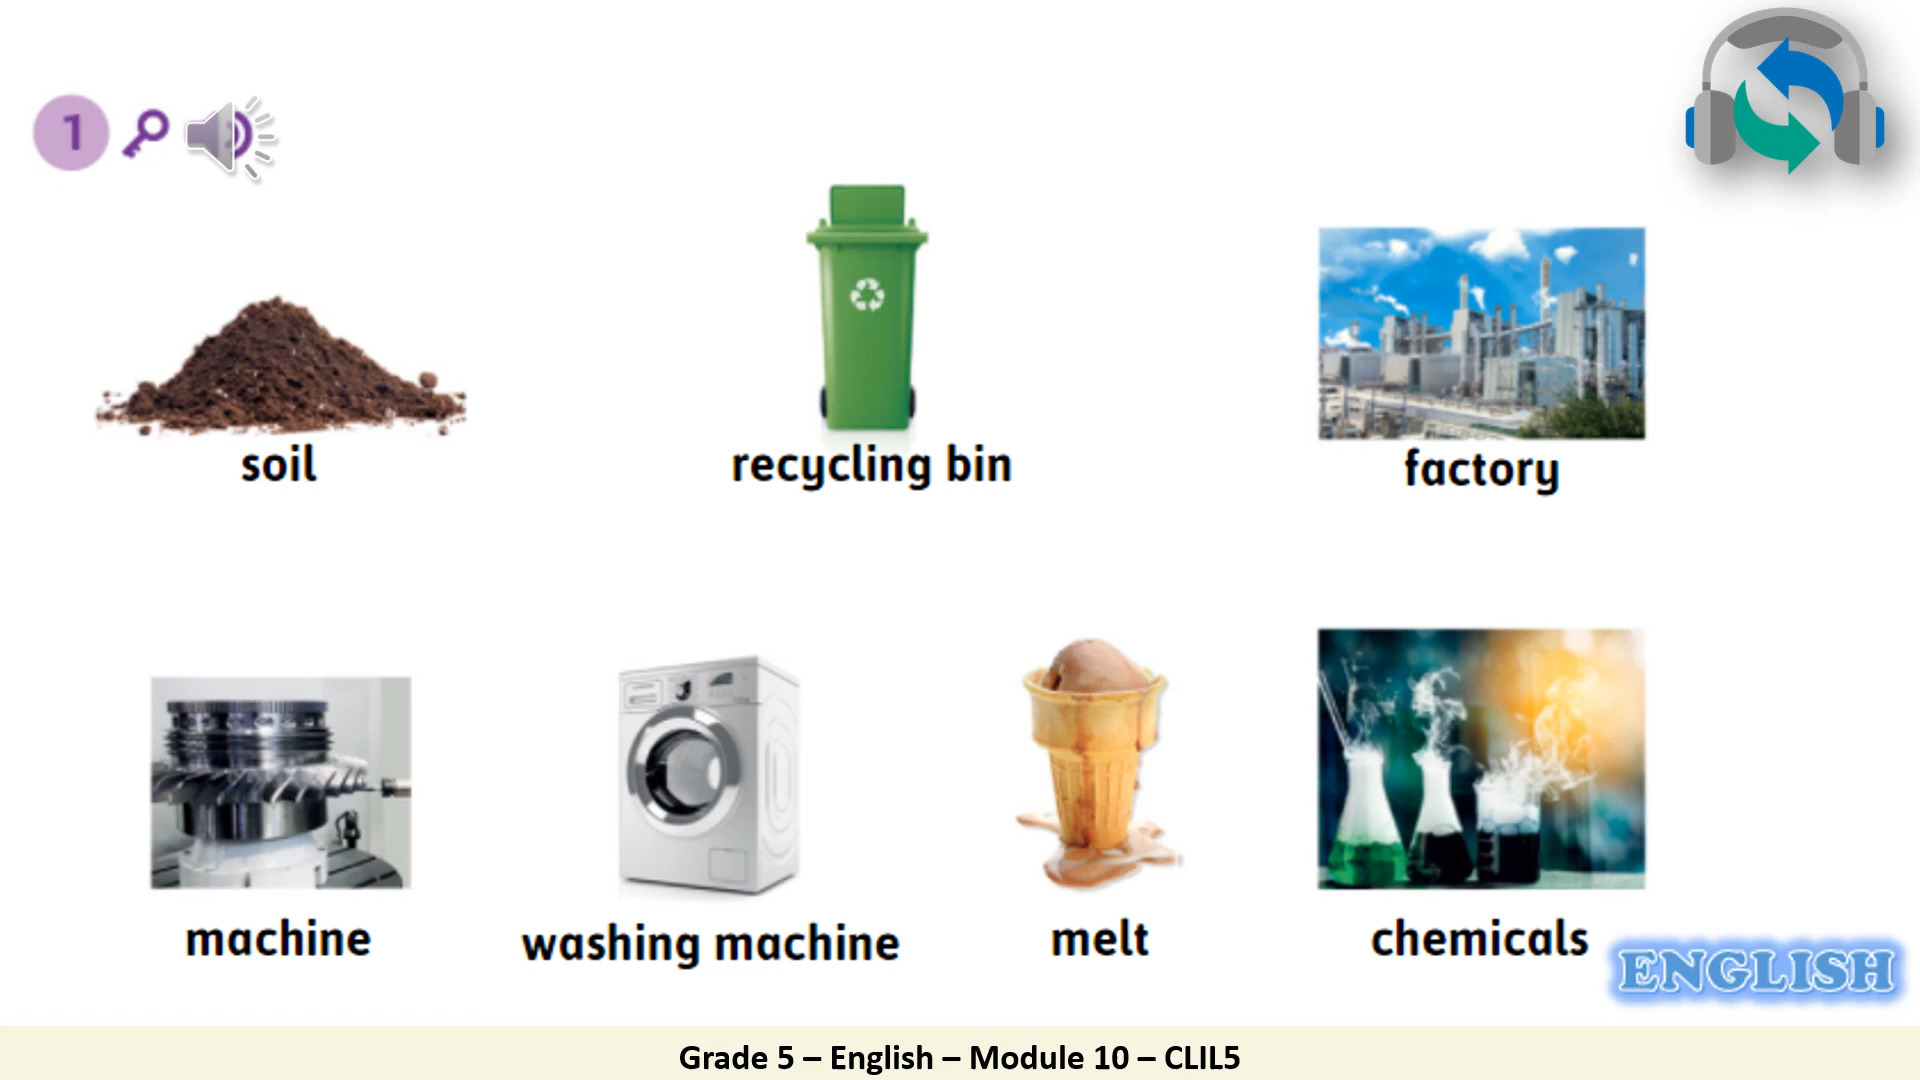 1
soil
recycling bin
factory
machine
washing machine
melt
chemicals
ENGLISH
Grade 5 – English – Module 10 – CLIL5